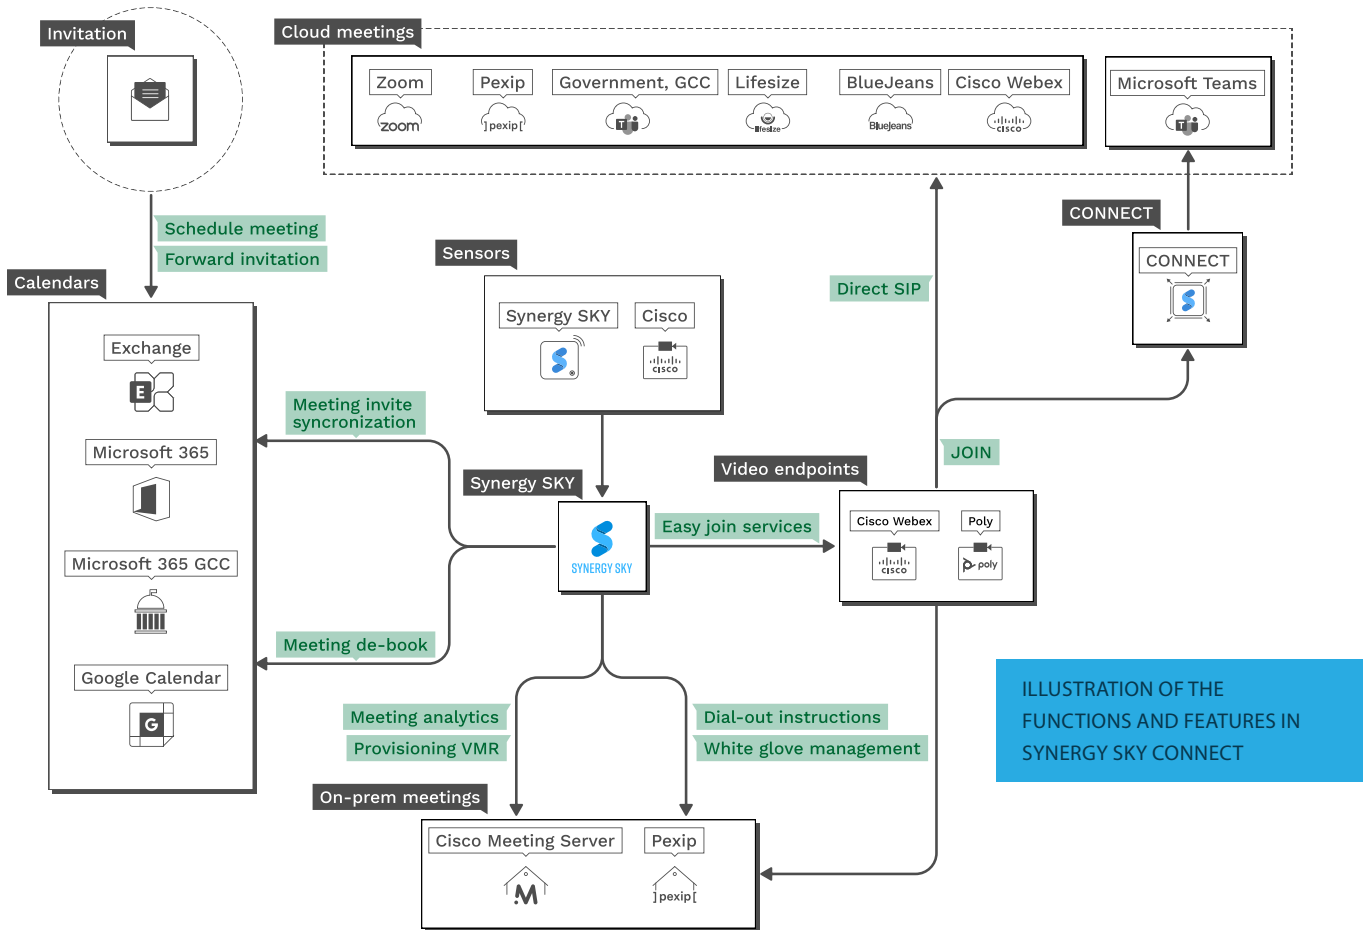 Invitation
Cloud meetings
Zoom
zoom
Pexip
]pexip[
Government, GCC
T
Lifesize
lifesize
BlueJeans
BlueJeans
Cisco Webex
CISCO
Microsoft Teams
T
Schedule meeting
Forward invitation
CONNECT
CONNECT
Calendars
Exchange
E
Microsoft 365
Microsoft 365 GCC
Google Calendar
G
Sensors
Synergy SKY
Cisco
CISCO
Direct SIP
Meeting invite
syncronization
JOIN
Synergy SKY
SYNERGY SKY
Easy join services
Video endpoints
Cisco Webex
CISCO
Poly
poly
Meeting de-book
Meeting analytics
Provisioning VMR
Dial-out instructions
White glove management
On-prem meetings
Cisco Meeting Server
M
Pexip
]pexip[
ILLUSTRATION OF THE
FUNCTIONS AND FEATURES IN
SYNERGY SKY CONNECT